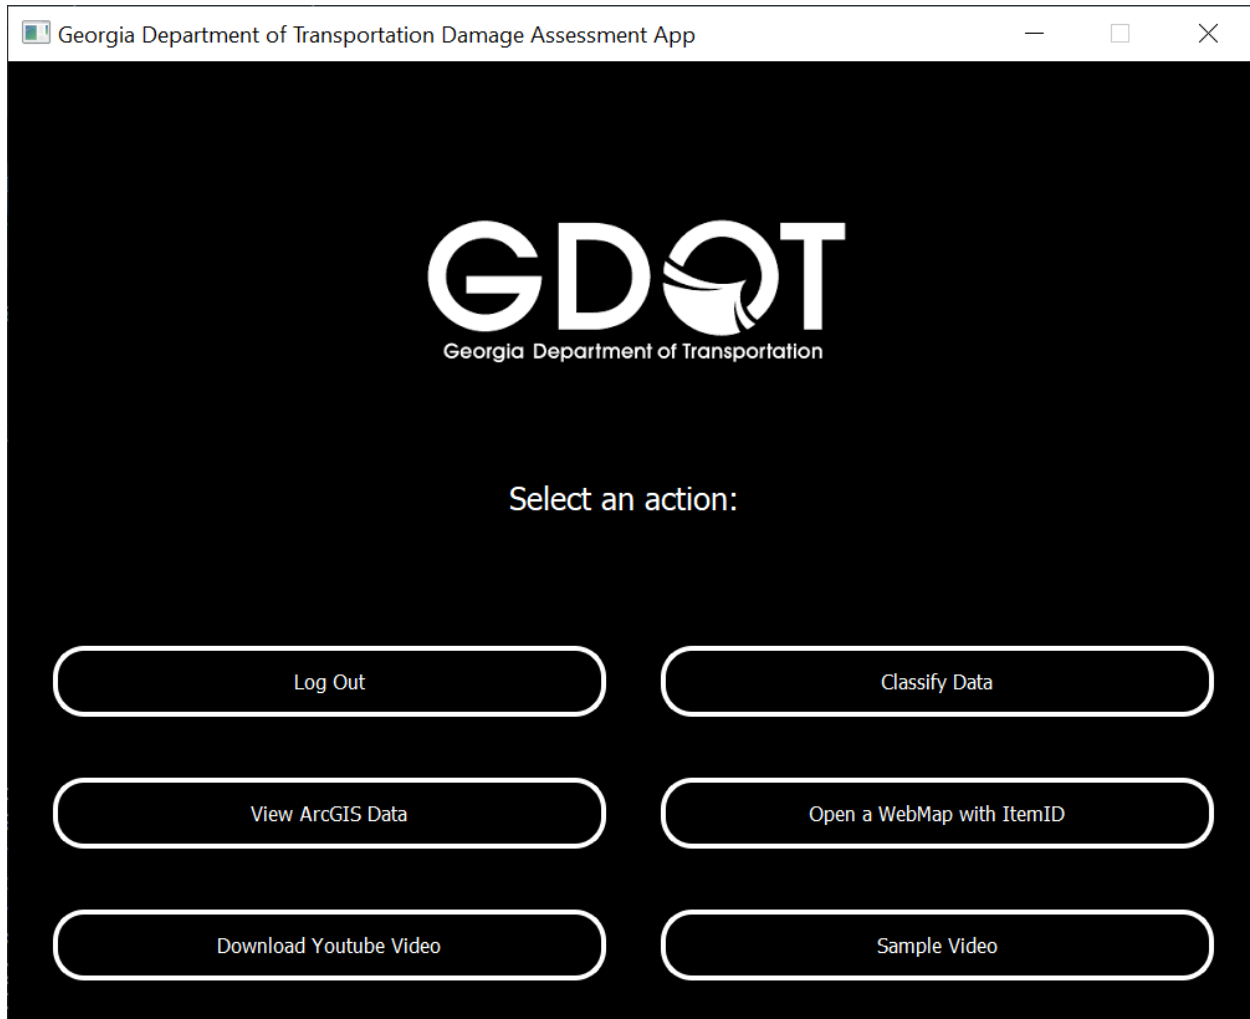 Georgia Department of Transportation Damage Assessment App
GDOT
Georgia Department of Transportation
Select an action:
Log Out
Classify Data
View ArcGIS Data
Open a WebMap with ItemID
Download Youtube Video
Sample Video